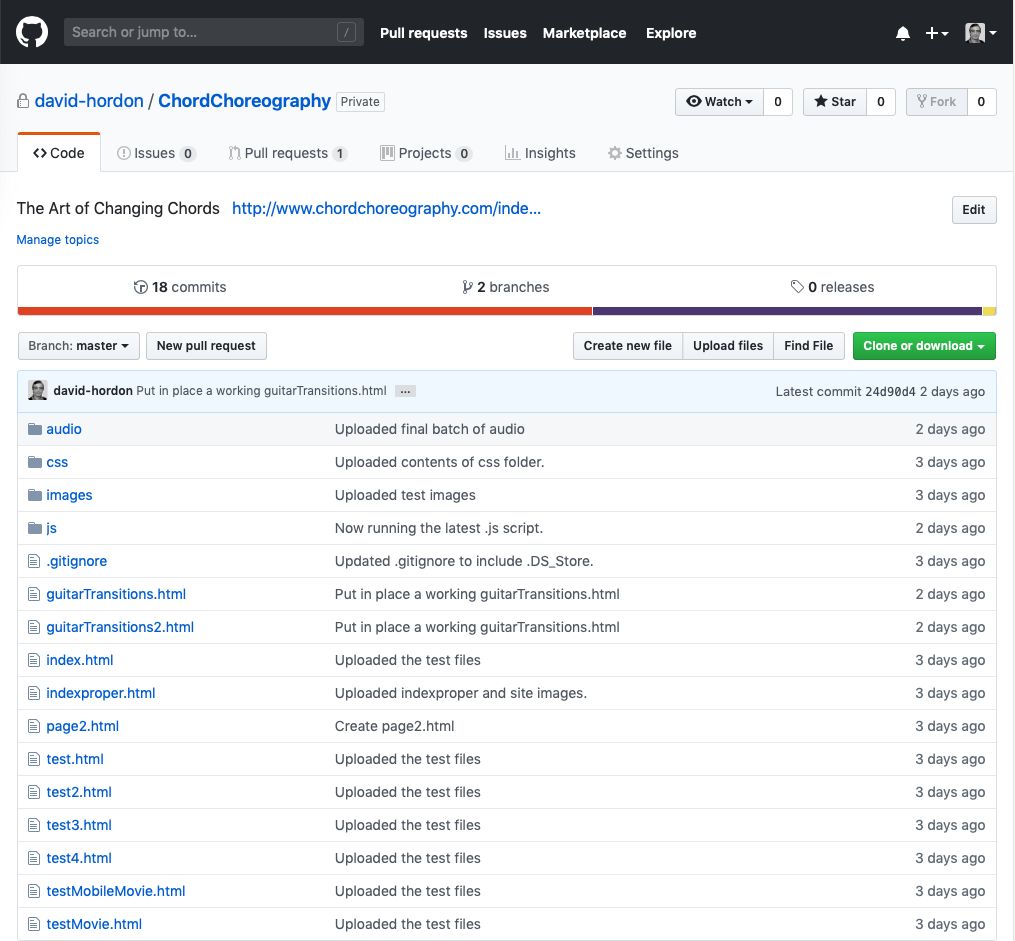 Search or jump to... /
Pull requests Issues Marketplace Explore
david-hordon / ChordChoreography Private
Watch 0 Star 0 Fork 0
Code Issues 0 Pull requests 1 Projects 0 Insights Settings
The Art of Changing Chords http://www.chordchoreography.com/inde... Edit
Manage topics
18 commits 2 branches 0 releases
Branch: master New pull request Create new file Upload files Find File Clone or download
david-hordon Put in place a working guitarTransitions.html ... Latest commit 24d90d4 2 days ago
audio Uploaded final batch of audio 2 days ago
css Uploaded contents of css folder. 3 days ago
images Uploaded test images 3 days ago
js Now running the latest .js script. 2 days ago
.gitignore Updated .gitignore to include .DS_Store. 3 days ago
guitarTransitions.html Put in place a working guitarTransitions.html 2 days ago
guitarTransitions2.html Put in place a working guitarTransitions.html 2 days ago
index.html Uploaded the test files 3 days ago
indexproper.html Uploaded indexproper and site images. 3 days ago
page2.html Create page2.html 3 days ago
test.html Uploaded the test files 3 days ago
test2.html Uploaded the test files 3 days ago
test3.html Uploaded the test files 3 days ago
test4.html Uploaded the test files 3 days ago
testMobileMovie.html Uploaded the test files 3 days ago
testMovie.html Uploaded the test files 3 days ago